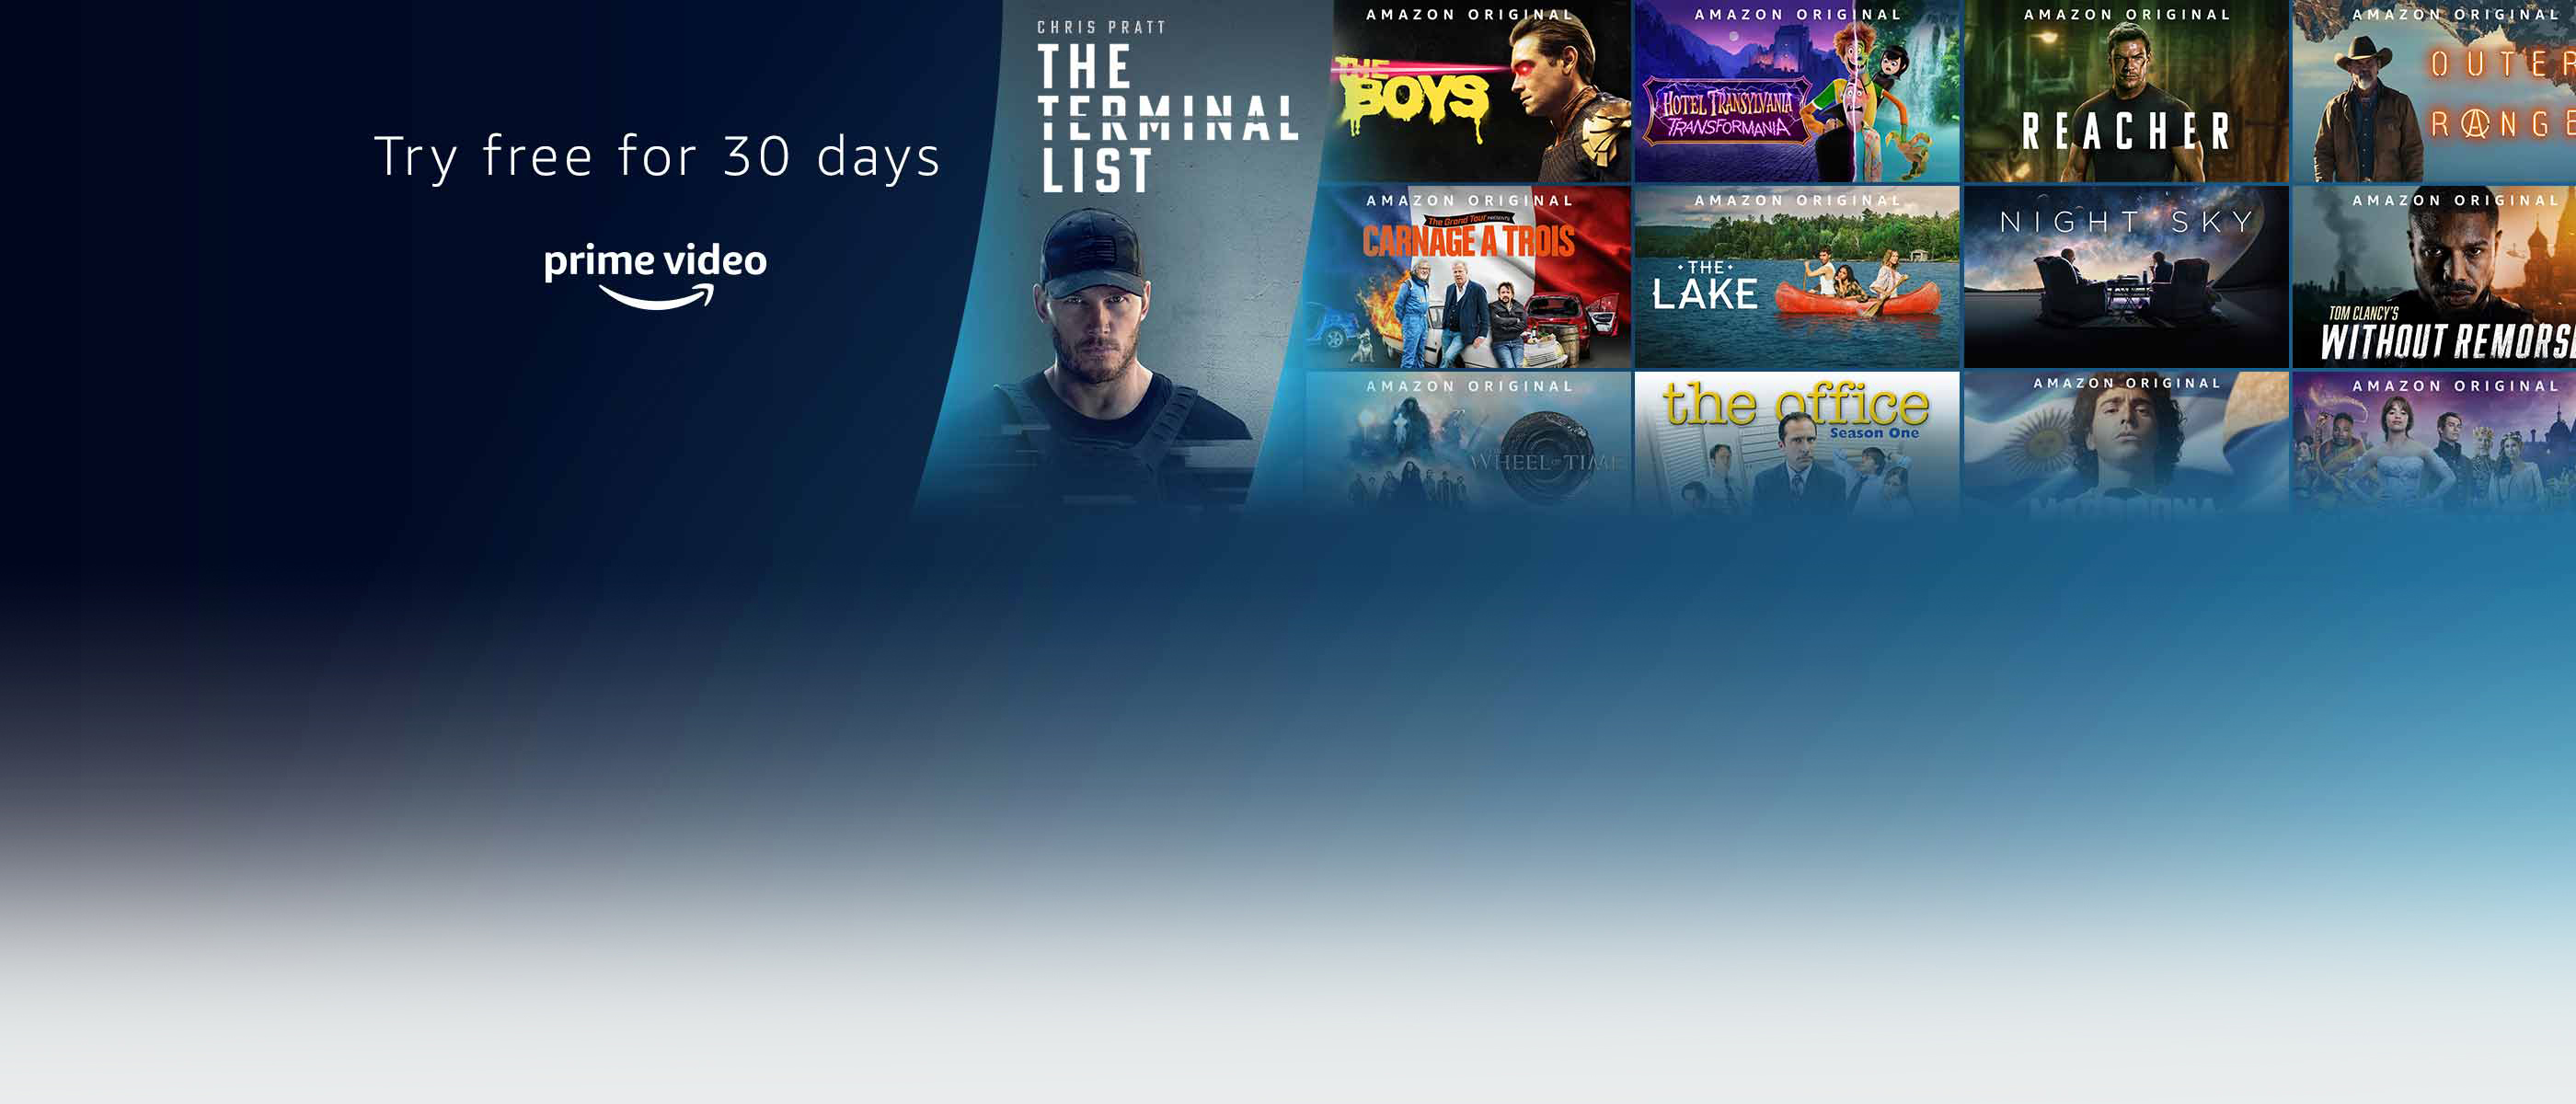 Try free for 30 days
prime video
CHRIS PRATT
THE
TERMINAL
LIST
AMAZON ORIGINAL
THE
BOYS
AMAZON ORIGINAL
HOTEL TRANSYLVANIA
TRANSFORMANIA
AMAZON ORIGINAL
REACHER
AMAZON ORIGINAL
OUTER
RANGE
AMAZON ORIGINAL
The Grand Tour PRESENTS
CARNAGE A TROIS
AMAZON ORIGINAL
·THE·
LAKE
NIGHT SKY
AMAZON ORIGINAL
TOM CLANCY'S
WITHOUT REMORS
AMAZON ORIGINAL
WHEEL OF TIME
the office
Season One
AMAZON ORIGINAL
AMAZON ORIGINAL